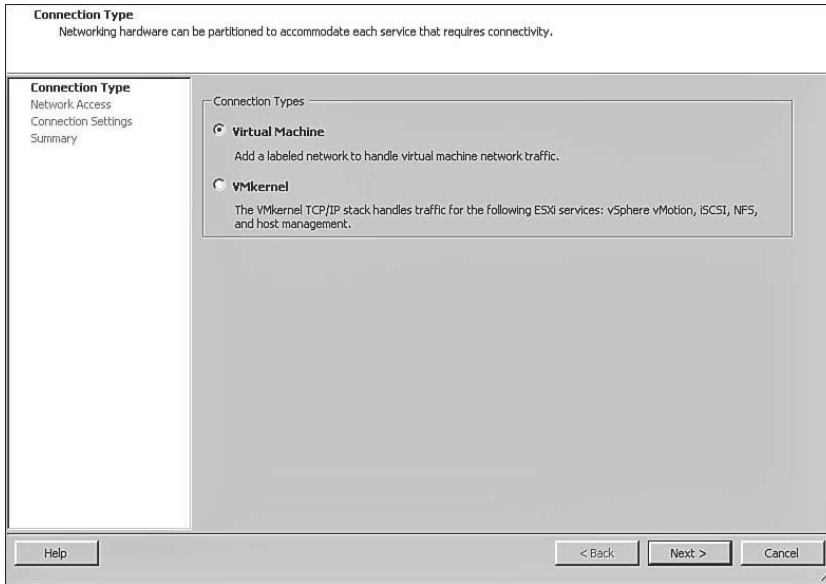 Connection Type
Networking hardware can be partitioned to accommodate each service that requires connectivity.
Connection Type
Network Access
Connection Settings
Summary
Connection Types
Virtual Machine
Add a labeled network to handle virtual machine network traffic.
VMkernel
The VMkernel TCP/IP stack handles traffic for the following ESXi services: vSphere vMotion, iSCSI, NFS,
and host management.
Help
< Back
Next >
Cancel